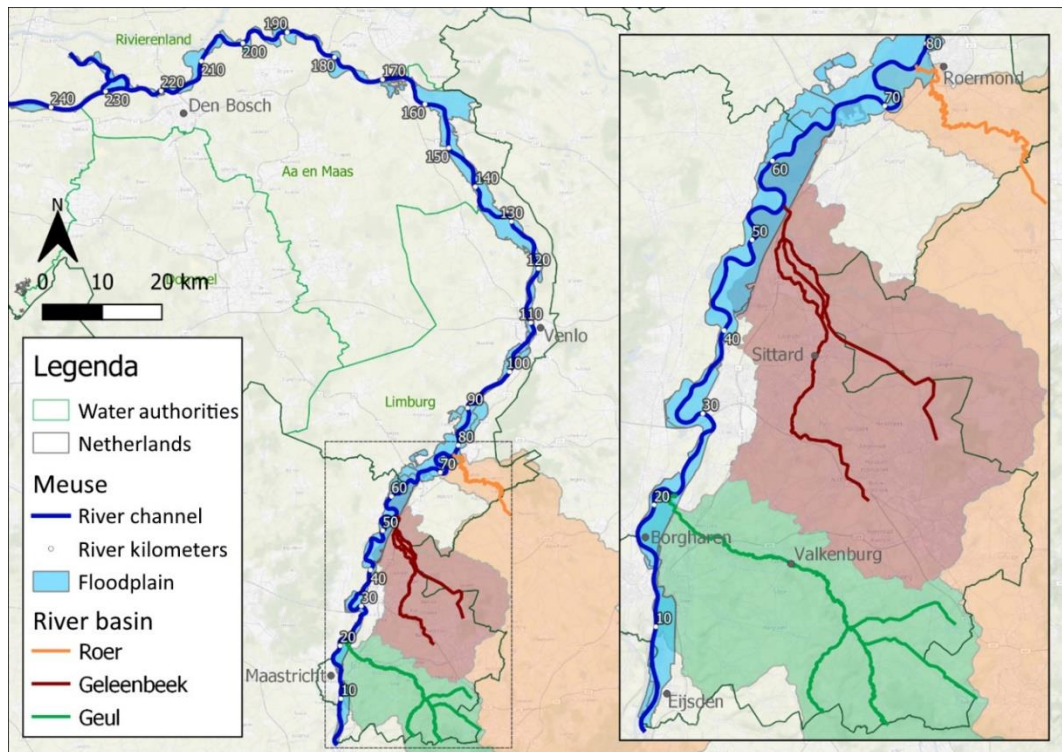 Rivierenland
190
200
210
180
170
220
230
240
Den Bosch
160
150
Aa en Maas
140
130
N
120
0 10 20 km
110
Venlo
100
Legenda
Water authorities
Netherlands
Meuse
River channel
River kilometers
Floodplain
River basin
Roer
Geleenbeek
Geul
Limburg
90
80
70
60
50
40
30
20
Maastricht
10
80
Roermond
70
60
50
40
Sittard
30
20
Borgharen
Valkenburg
10
Eijsden